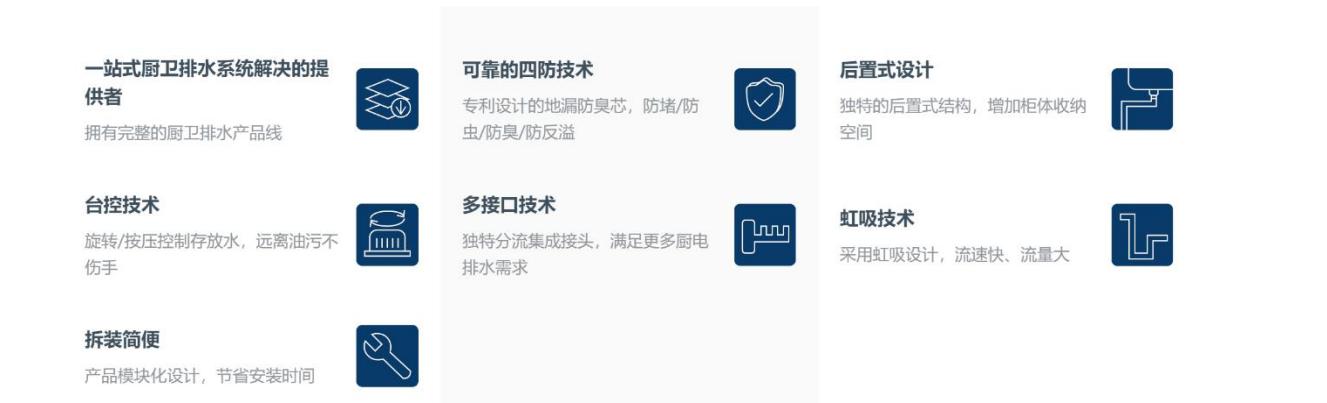 一站式厨卫排水系统解决的提
供者
拥有完整的厨卫排水产品线
可靠的四防技术
专利设计的地漏防臭芯，防堵/防
虫/防臭/防反溢
后置式设计
独特的后置式结构，增加柜体收纳
空间
台控技术
旋转/按压控制存放水，远离油污不
伤手
多接口技术
独特分流集成接头，满足更多厨电
排水需求
虹吸技术
采用虹吸设计，流速快、流量大
拆装简便
产品模块化设计，节省安装时间